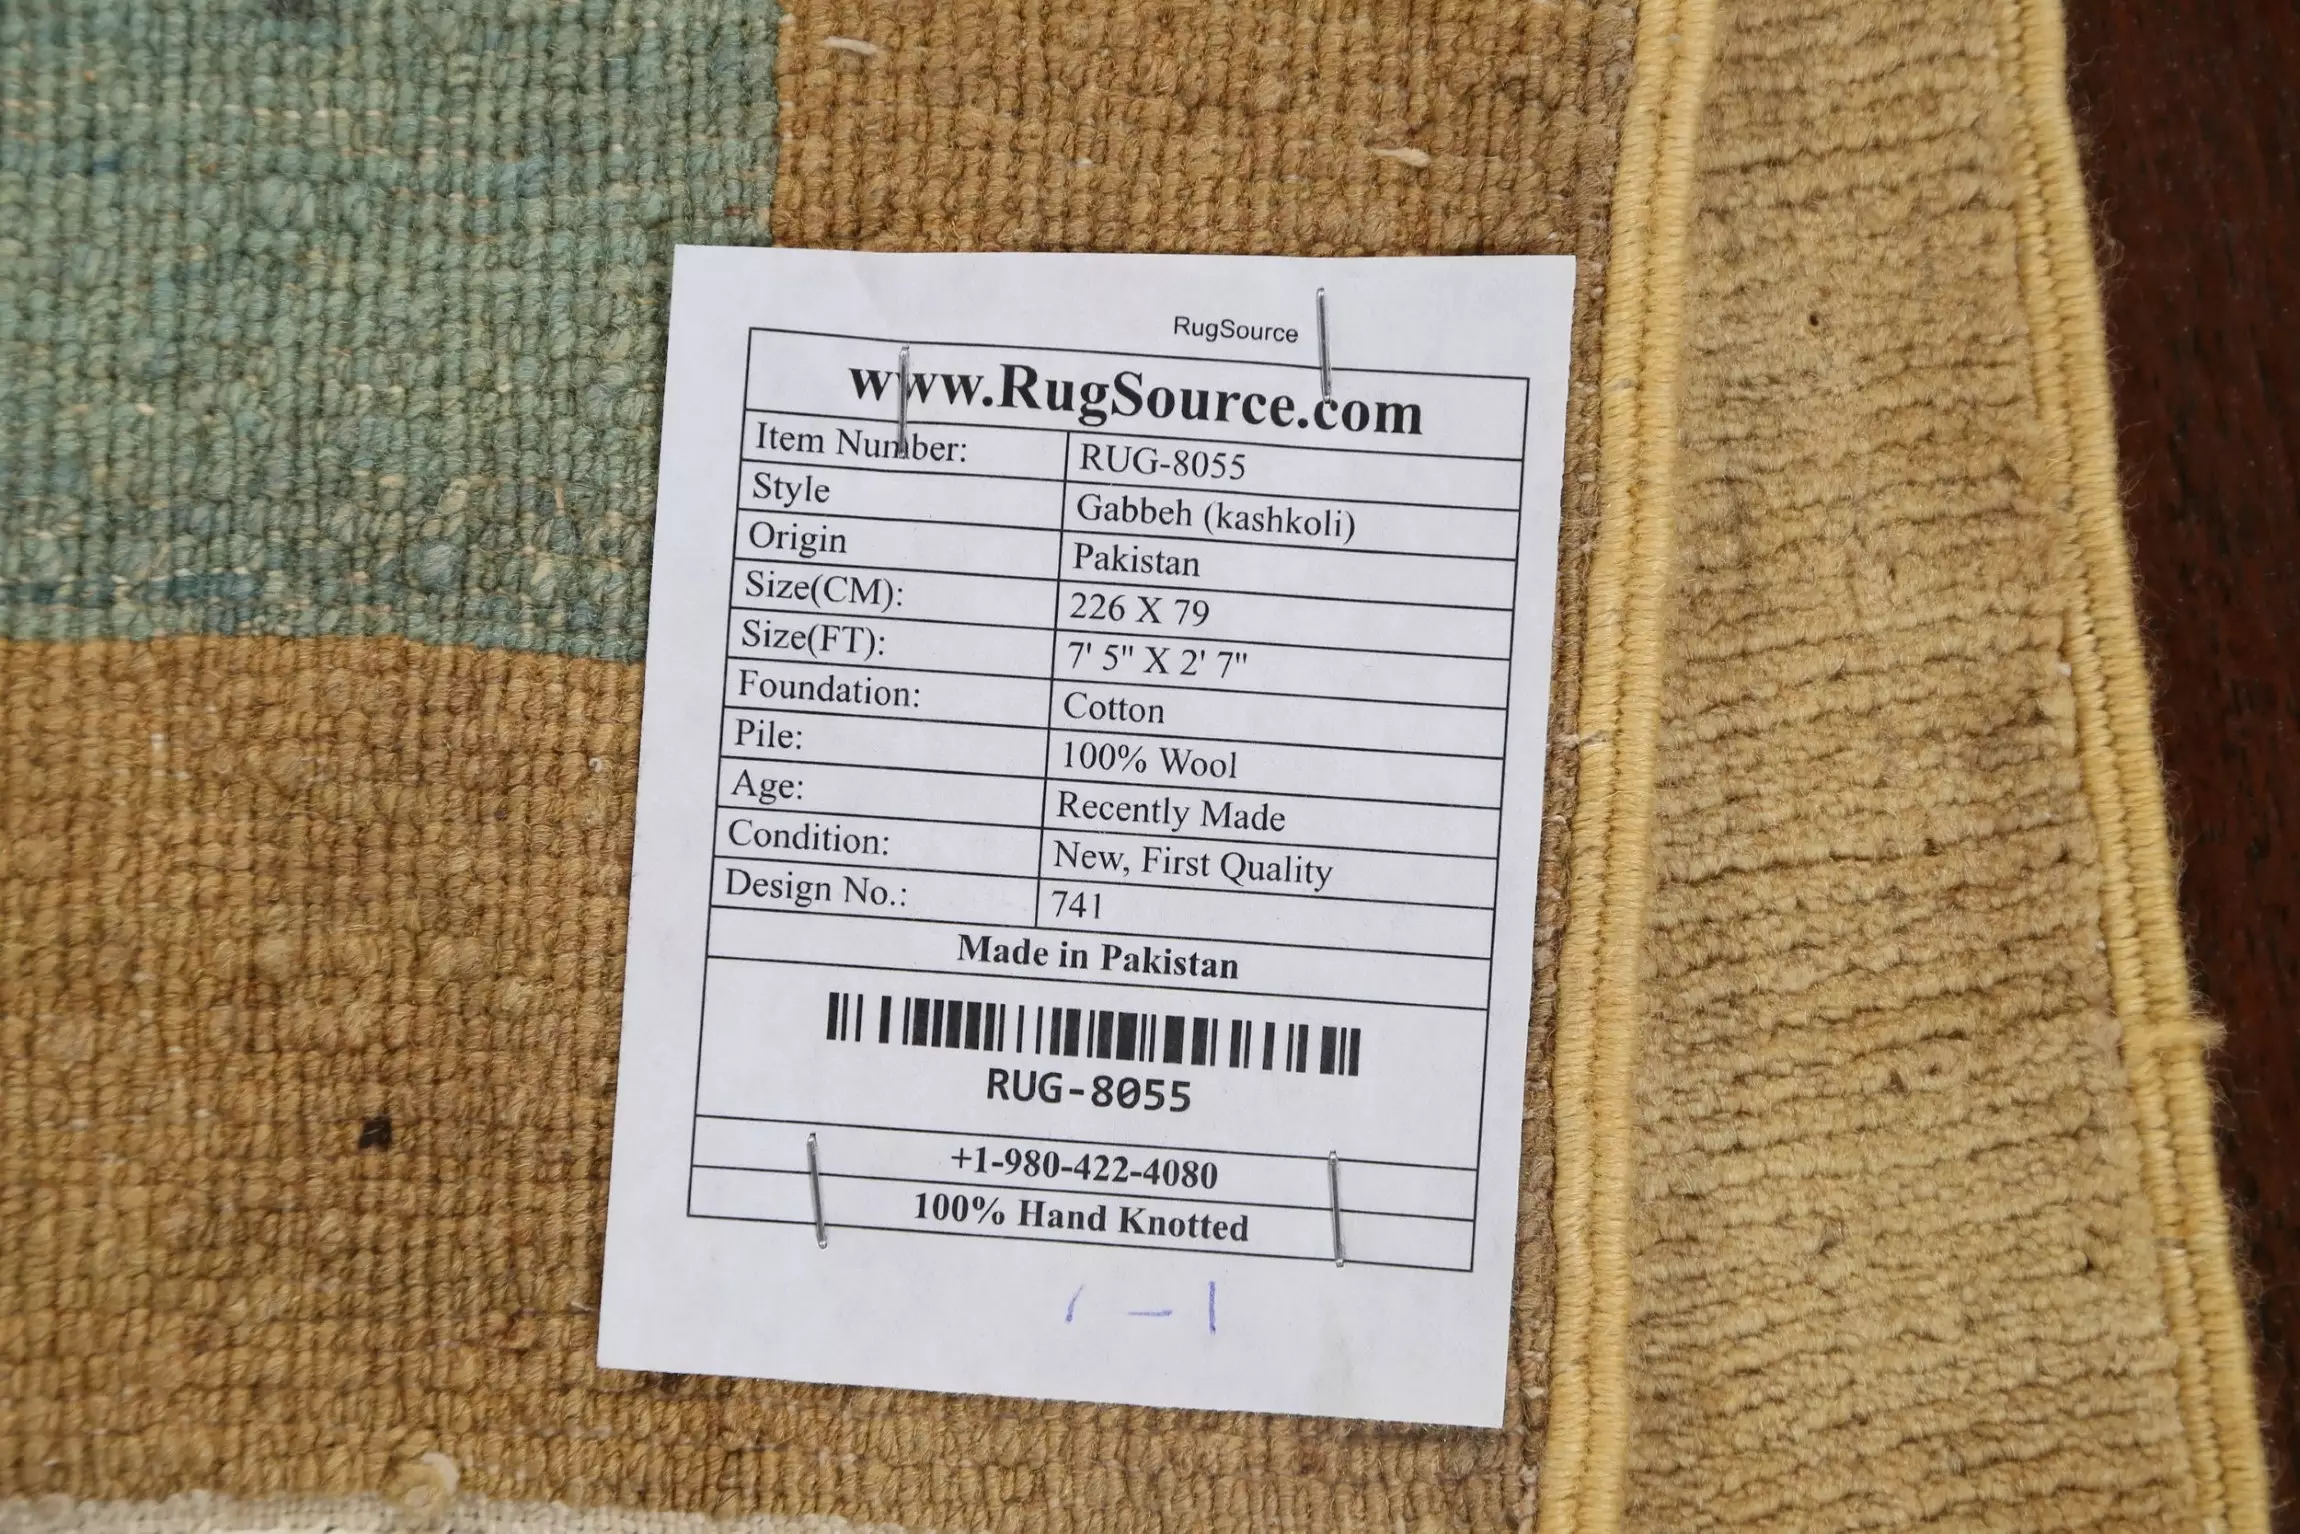 RugSource
www.RugSource.com
Item Number: RUG-8055
Style Gabbeh (kashkoli)
Origin Pakistan
Size(CM): 226 X 79
Size(FT): 7' 5" X 2' 7"
Foundation: Cotton
Pile: 100% Wool
Age: Recently Made
Condition: New, First Quality
Design No.: 741
Made in Pakistan
RUG-8055
+1-980-422-4080
100% Hand Knotted